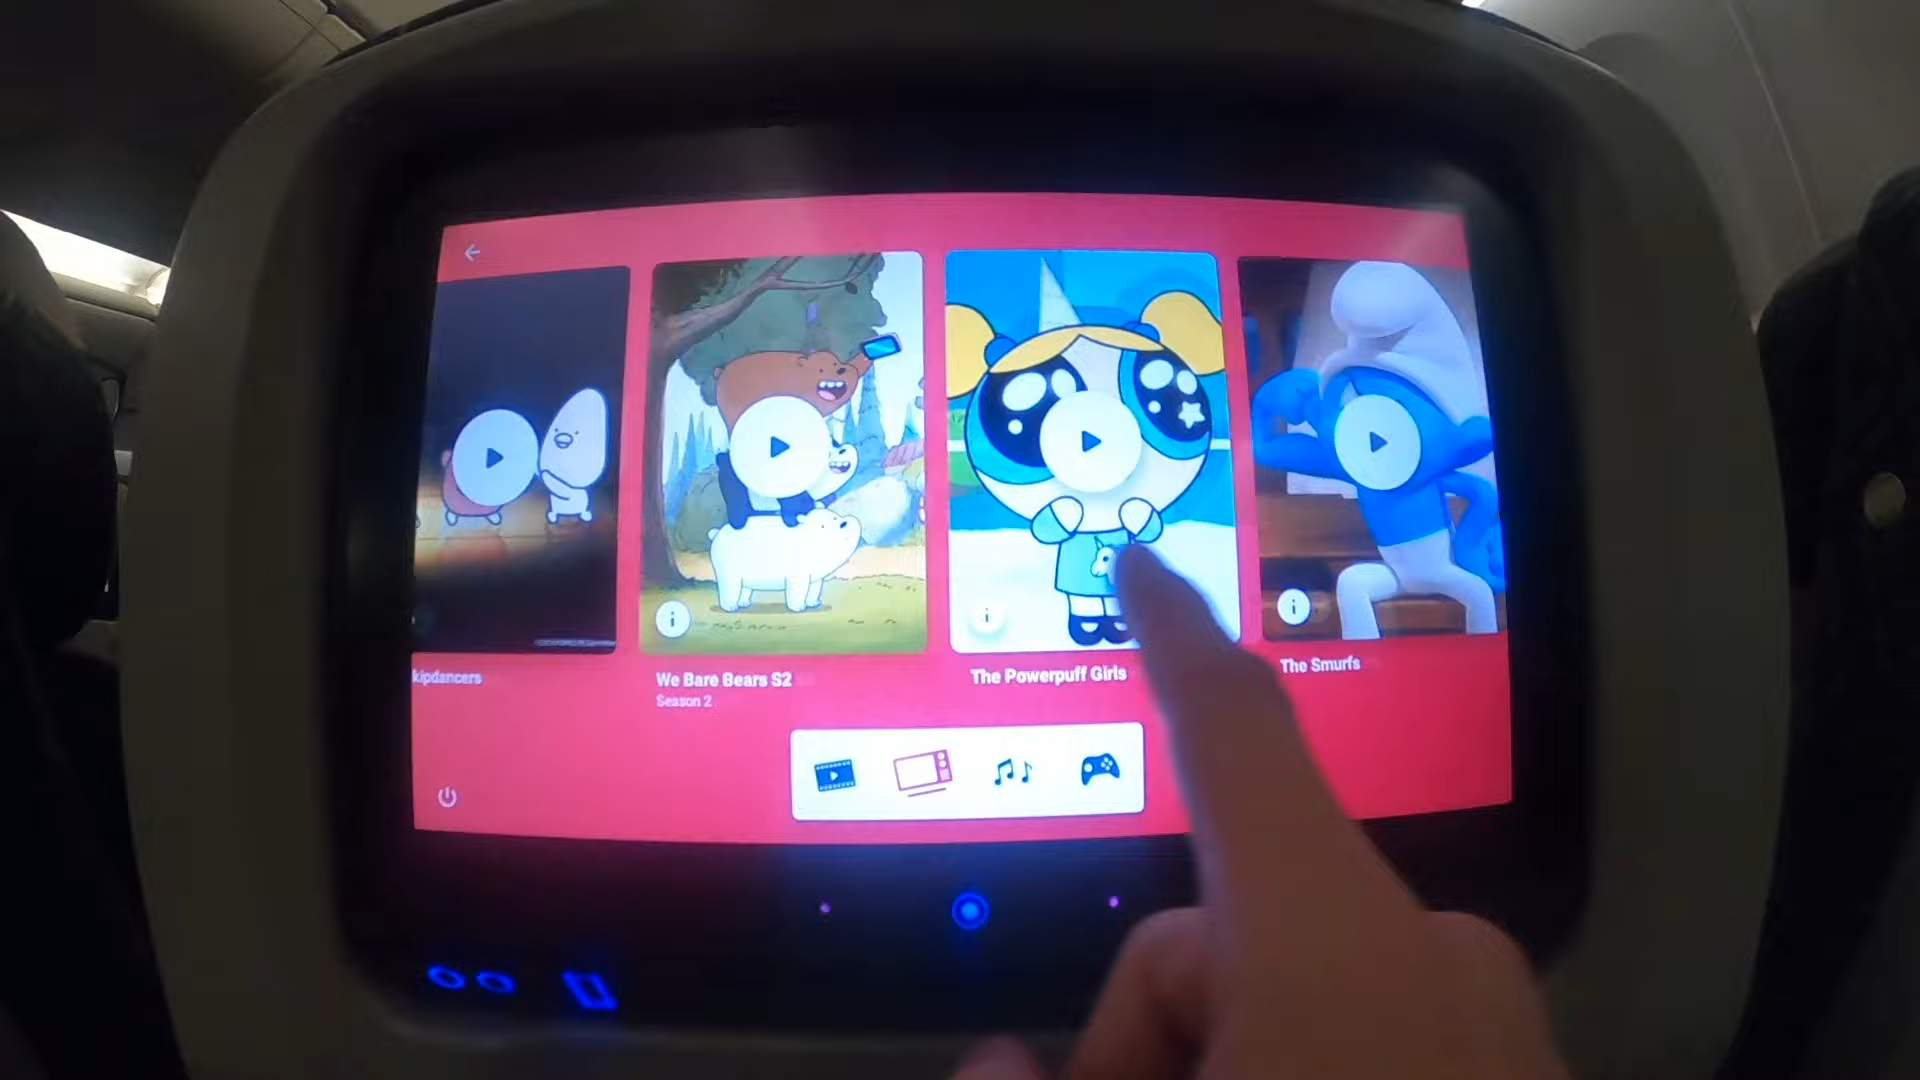 kipdancers
We Bare Bears S2
Season 2
The Powerpuff Girls
The Smurfs